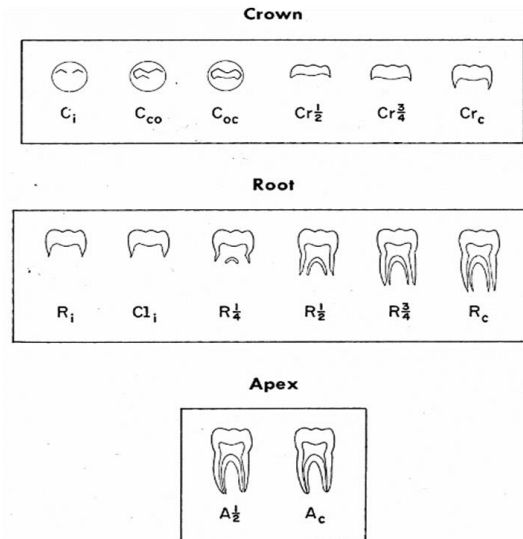 Crown
Ci Cco Coc Cr½ Cr¾ Crc
Root
Ri Cli R¼ R½ R¾ Rc
Apex
A½ Ac